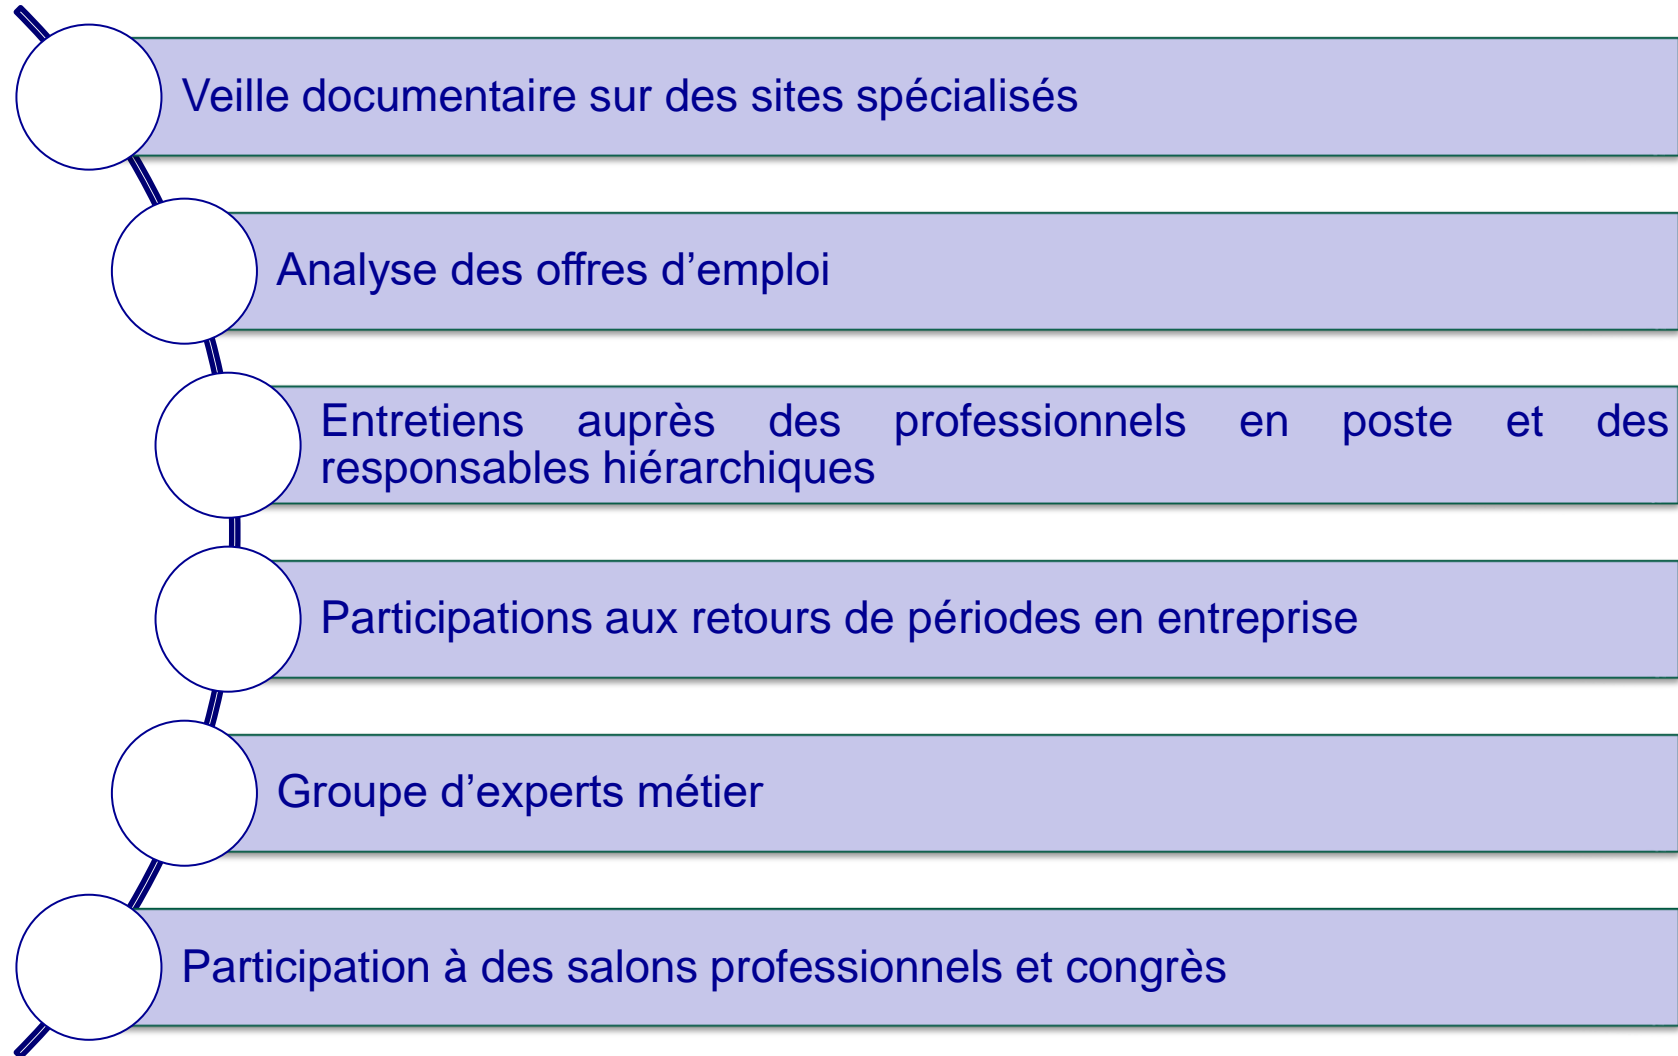 Veille documentaire sur des sites spécialisés
Analyse des offres d’emploi
Entretiens auprès des professionnels en poste et des
responsables hiérarchiques
Participations aux retours de périodes en entreprise
Groupe d’experts métier
Participation à des salons professionnels et congrès